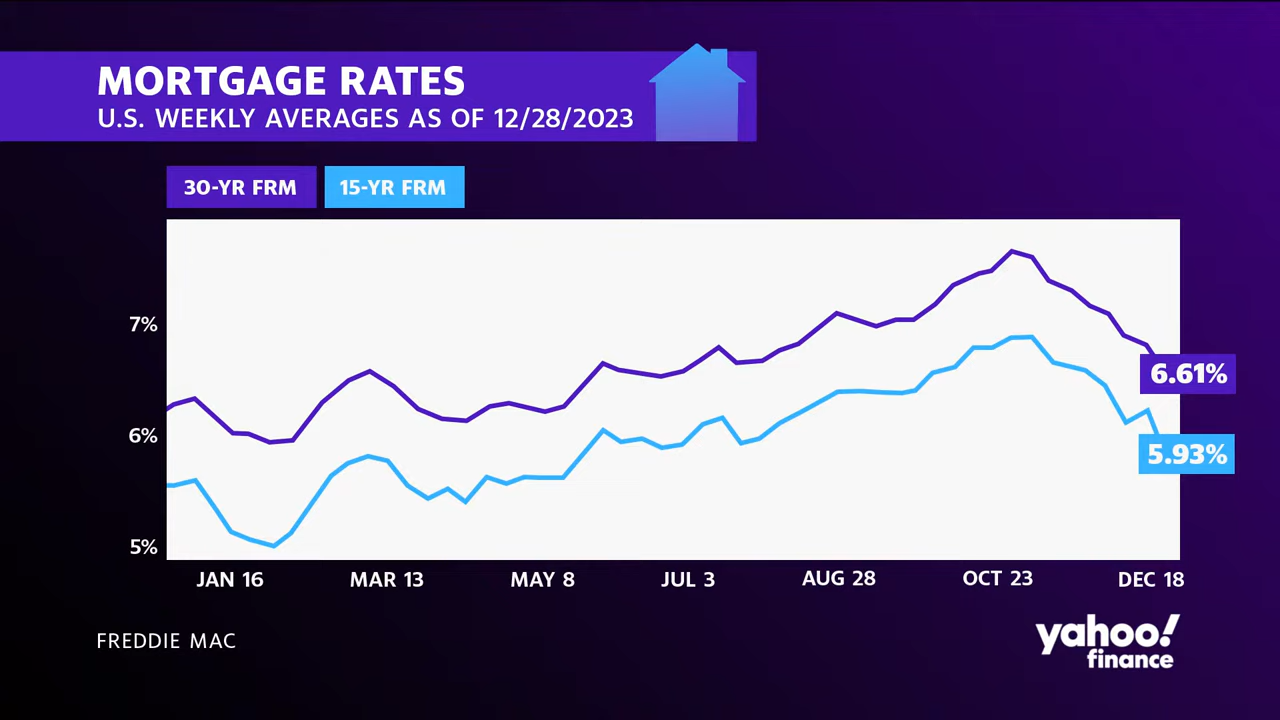 MORTGAGE RATES
U.S. WEEKLY AVERAGES AS OF 12/28/2023
30-YR FRM 15-YR FRM
7%
6.61%
6%
5.93%
5%
JAN 16 MAR 13 MAY 8 JUL 3 AUG 28 OCT 23 DEC 18
FREDDIE MAC
yahoo!
finance